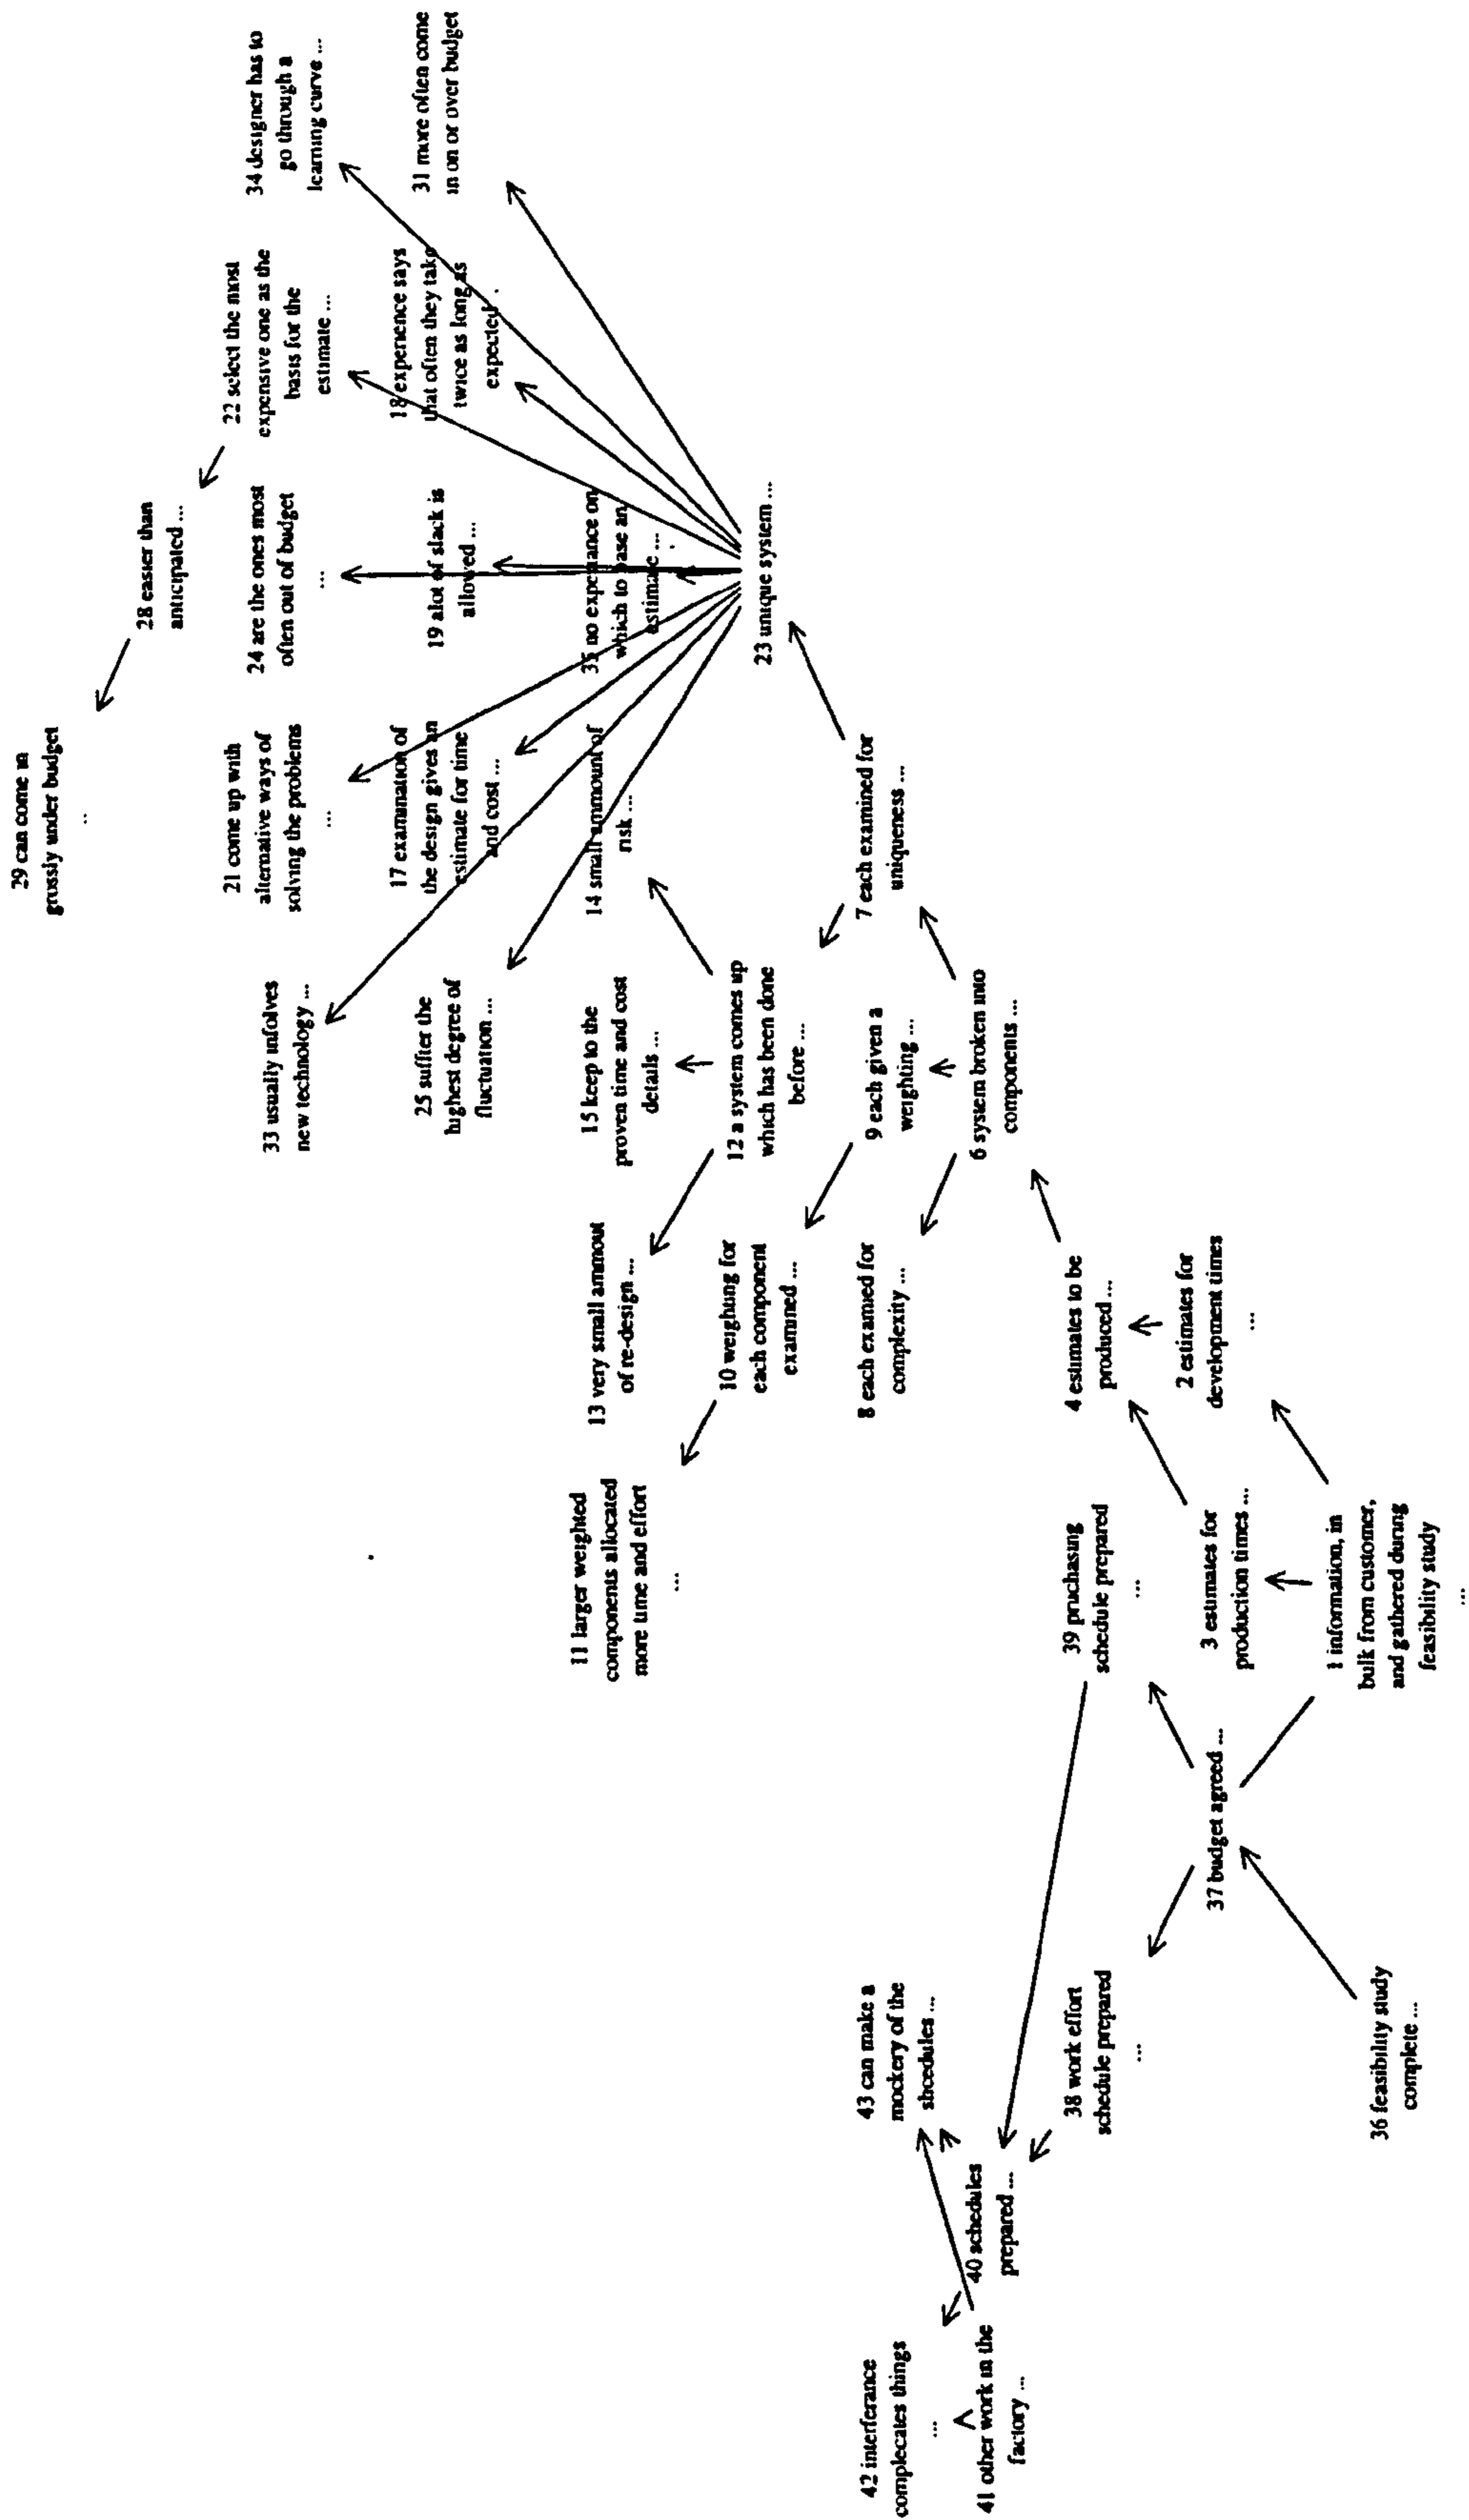 29 can come in
grossly under budget
..
28 easier than
anticipated ...
33 usually infolves
new technology ...
21 come up with
alternative ways of
solving the problems
...
24 are the ones most
often out of budget
...
22 select the most
expensive one as the
basis for the
estimate ...
34 designer has to
go through a
learning curve ...
25 suffier the
highest degree of
fluctuation ...
17 examination of
the design gives an
estimate for time
and cost ...
19 alot of slack is
allowed ...
18 experience says
that often they take
twice as long as
expected .
31 more often come
in on or over budget
11 larger weighted
components allocated
more time and effort
...
13 very small ammout
of re-design ...
15 keep to the
proven time and cost
details ...
14 small ammount of
risk ...
35 no experiance on
which to base an
estimate ...
10 weighting for
each component
examined ...
12 a system comes up
which has been done
before ...
23 unique system ...
42 interferance
complecates things
...
43 can make a
mockery of the
shcedules ...
8 each examied for
complexity ...
9 each given a
weighting ...
7 each examined for
uniqueness ...
41 other work in the
factory ...
40 schedules
prepared ...
6 system broken into
components ...
38 work effort
schedule prepared
...
39 pruchasing
schedule prepared
...
4 estimates to be
produced ...
37 budget agreed ...
3 estimates for
production times ...
2 estimates for
development times
...
36 feasibility study
complete ...
1 information, in
bulk from customer,
and gathered during
feasibility study
...